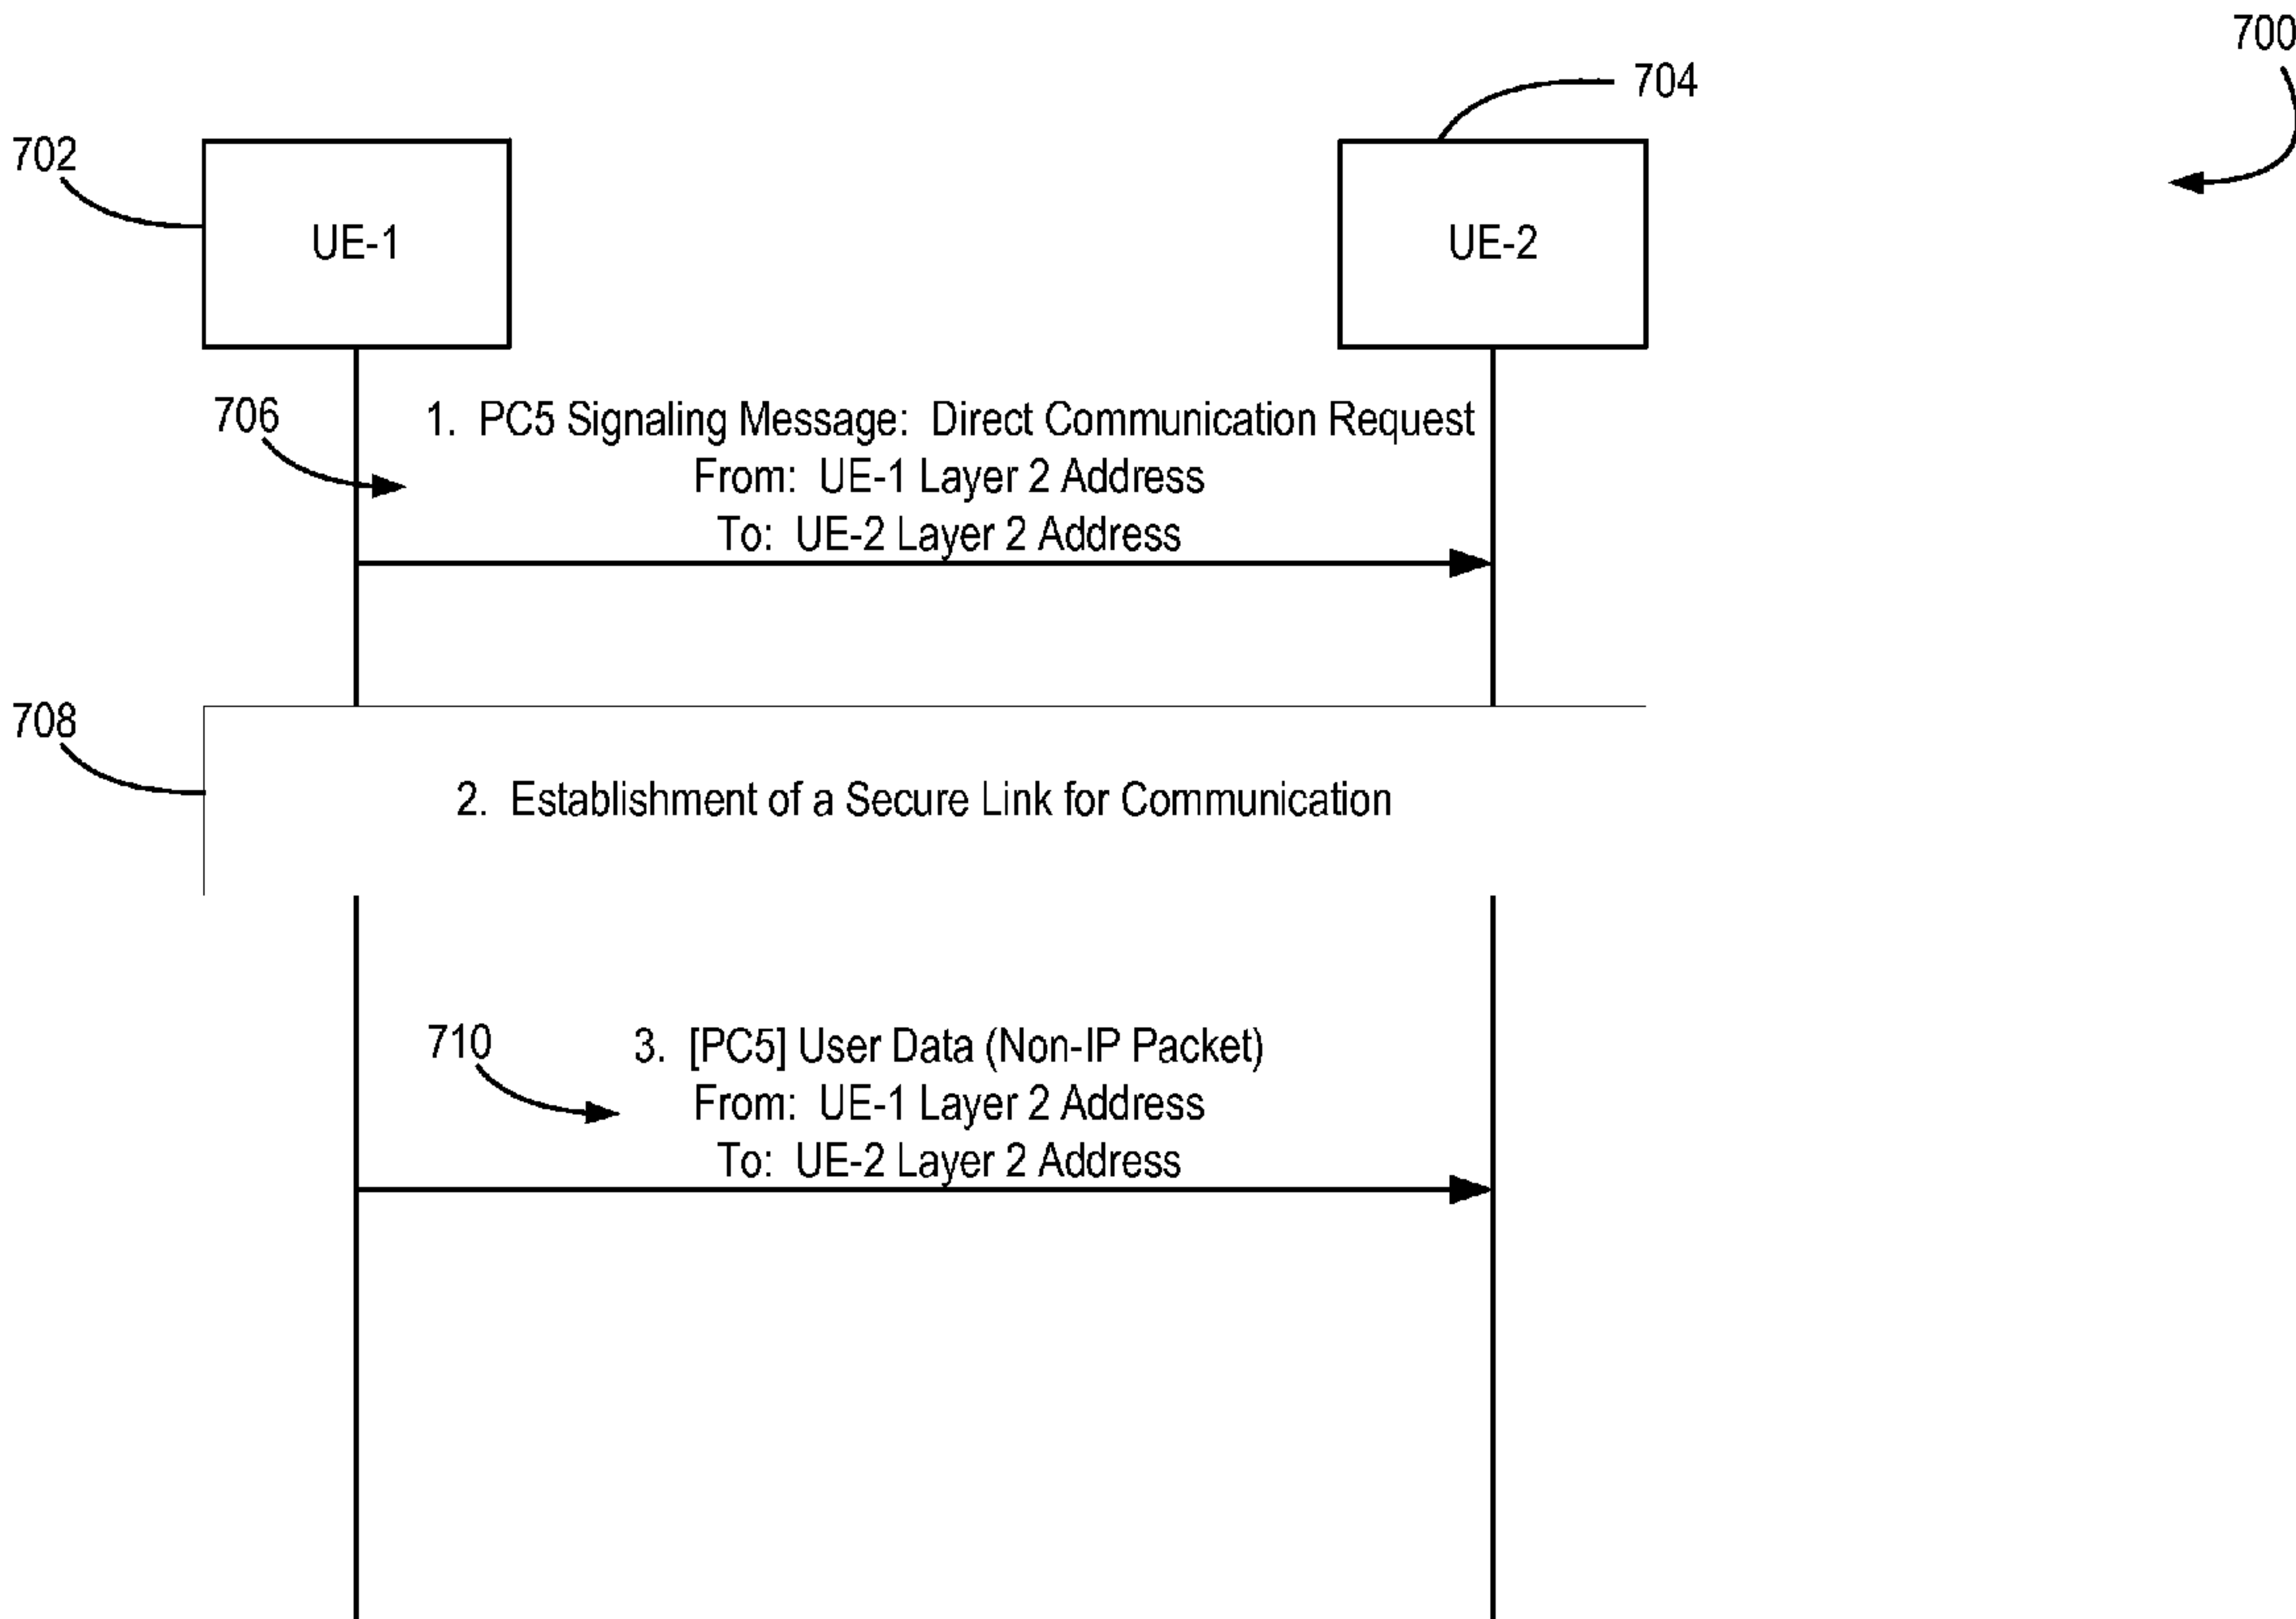 700
704
702
UE-1
UE-2
706
1. PC5 Signaling Message: Direct Communication Request
From: UE-1 Layer 2 Address
To: UE-2 Layer 2 Address
708
2. Establishment of a Secure Link for Communication
710
3. [PC5] User Data (Non-IP Packet)
From: UE-1 Layer 2 Address
To: UE-2 Layer 2 Address